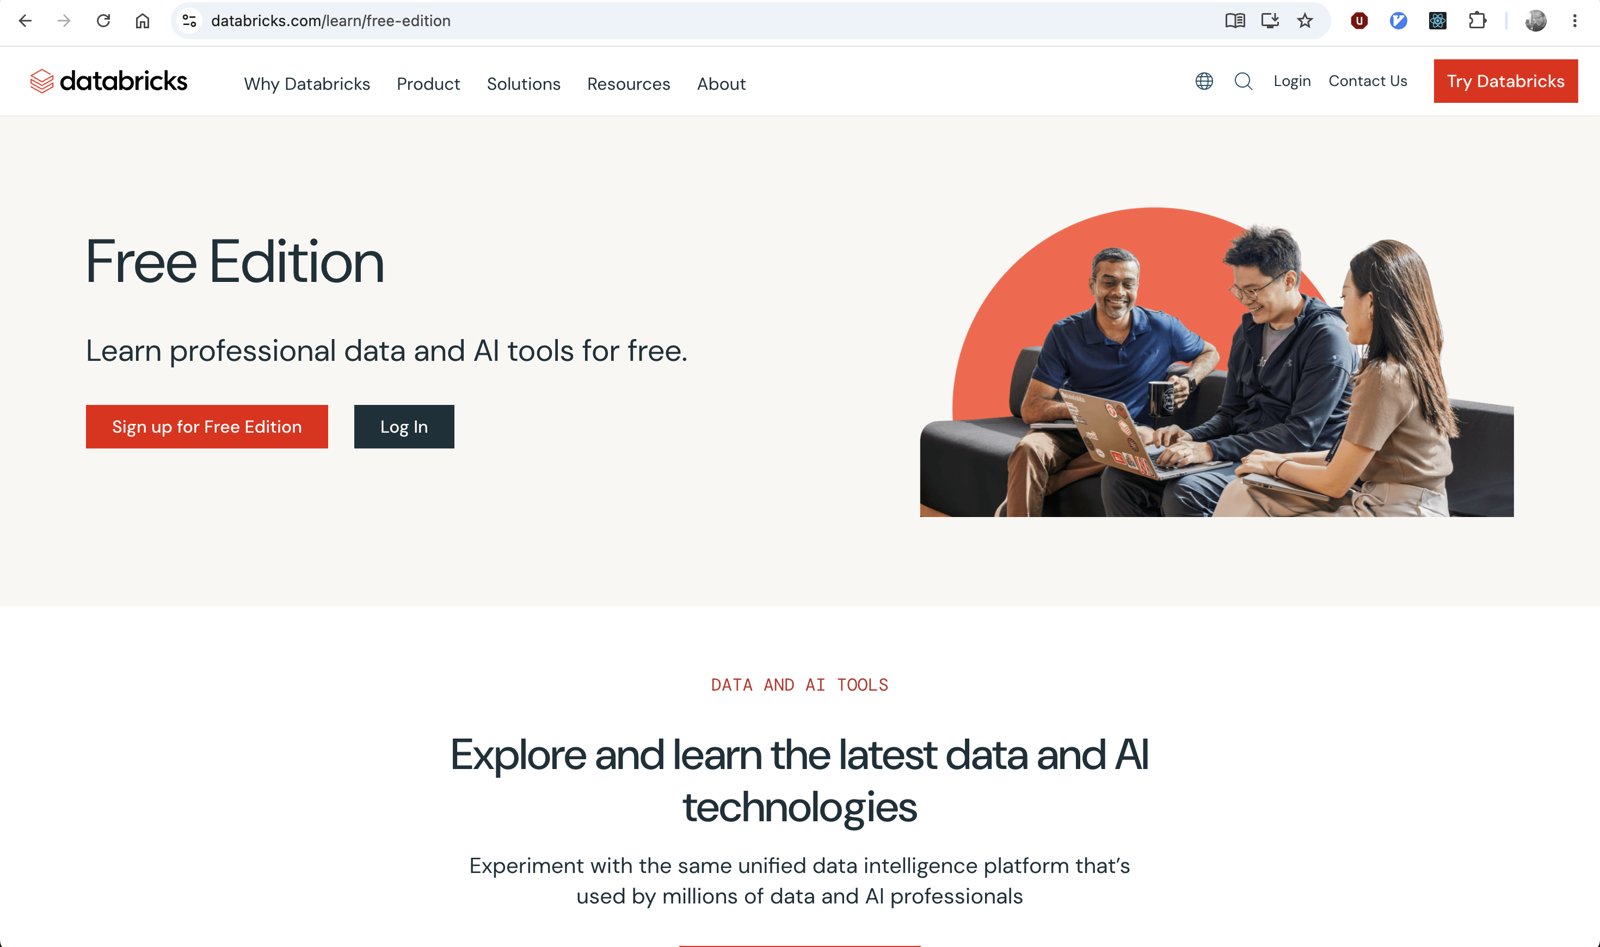 databricks.com/learn/free-edition
databricks
Why Databricks
Product
Solutions
Resources
About
Login
Contact Us
Try Databricks
Free Edition
Learn professional data and AI tools for free.
Sign up for Free Edition
Log In
DATA AND AI TOOLS
Explore and learn the latest data and AI
technologies
Experiment with the same unified data intelligence platform that’s
used by millions of data and AI professionals